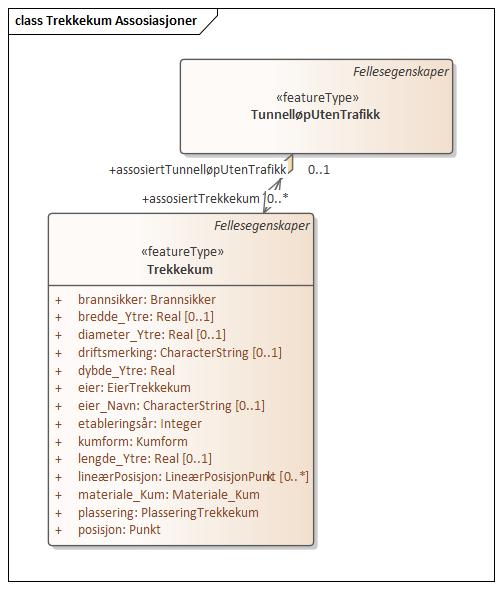 class Trekkekum Assosiasjoner
Fellesegenskaper
«featureType»
TunnelløpUtenTrafikk
+assosiertTunnelløpUtenTrafikk 0..1
+assosiertTrekkekum 0..*
Fellesegenskaper
«featureType»
Trekkekum
+ brannsikker: Brannsikker
+ bredde_Ytre: Real [0..1]
+ diameter_Ytre: Real [0..1]
+ driftsmerking: CharacterString [0..1]
+ dybde_Ytre: Real
+ eier: EierTrekkekum
+ eier_Navn: CharacterString [0..1]
+ etableringsår: Integer
+ kumform: Kumform
+ lengde_Ytre: Real [0..1]
+ lineærPosisjon: LineærPosisjonPunkt [0..*]
+ materiale_Kum: Materiale_Kum
+ plassering: PlasseringTrekkekum
+ posisjon: Punkt